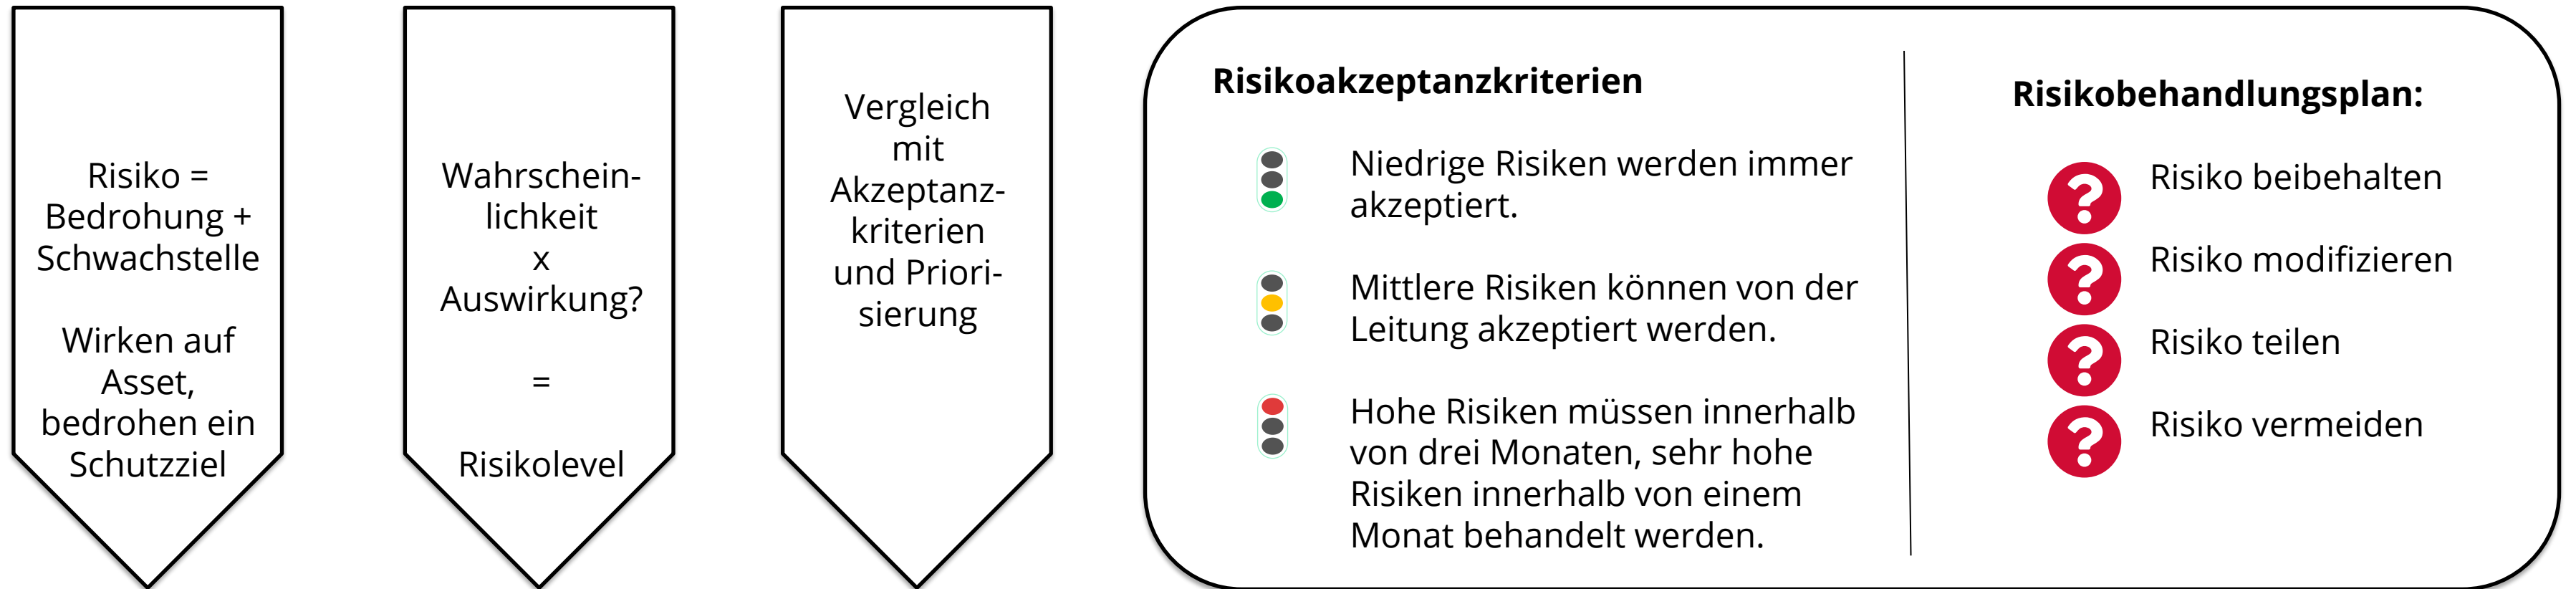 Risiko =
Bedrohung +
Schwachstelle
Wirken auf
Asset,
bedrohen ein
Schutzziel
Wahrschein-
lichkeit
x
Auswirkung?
=
Risikolevel
Vergleich
mit
Akzeptanz-
kriterien
und Priori-
sierung
Risikoakzeptanzkriterien
Niedrige Risiken werden immer
akzeptiert.
Mittlere Risiken können von der
Leitung akzeptiert werden.
Hohe Risiken müssen innerhalb
von drei Monaten, sehr hohe
Risiken innerhalb von einem
Monat behandelt werden.
Risikobehandlungsplan:
? Risiko beibehalten
? Risiko modifizieren
? Risiko teilen
? Risiko vermeiden